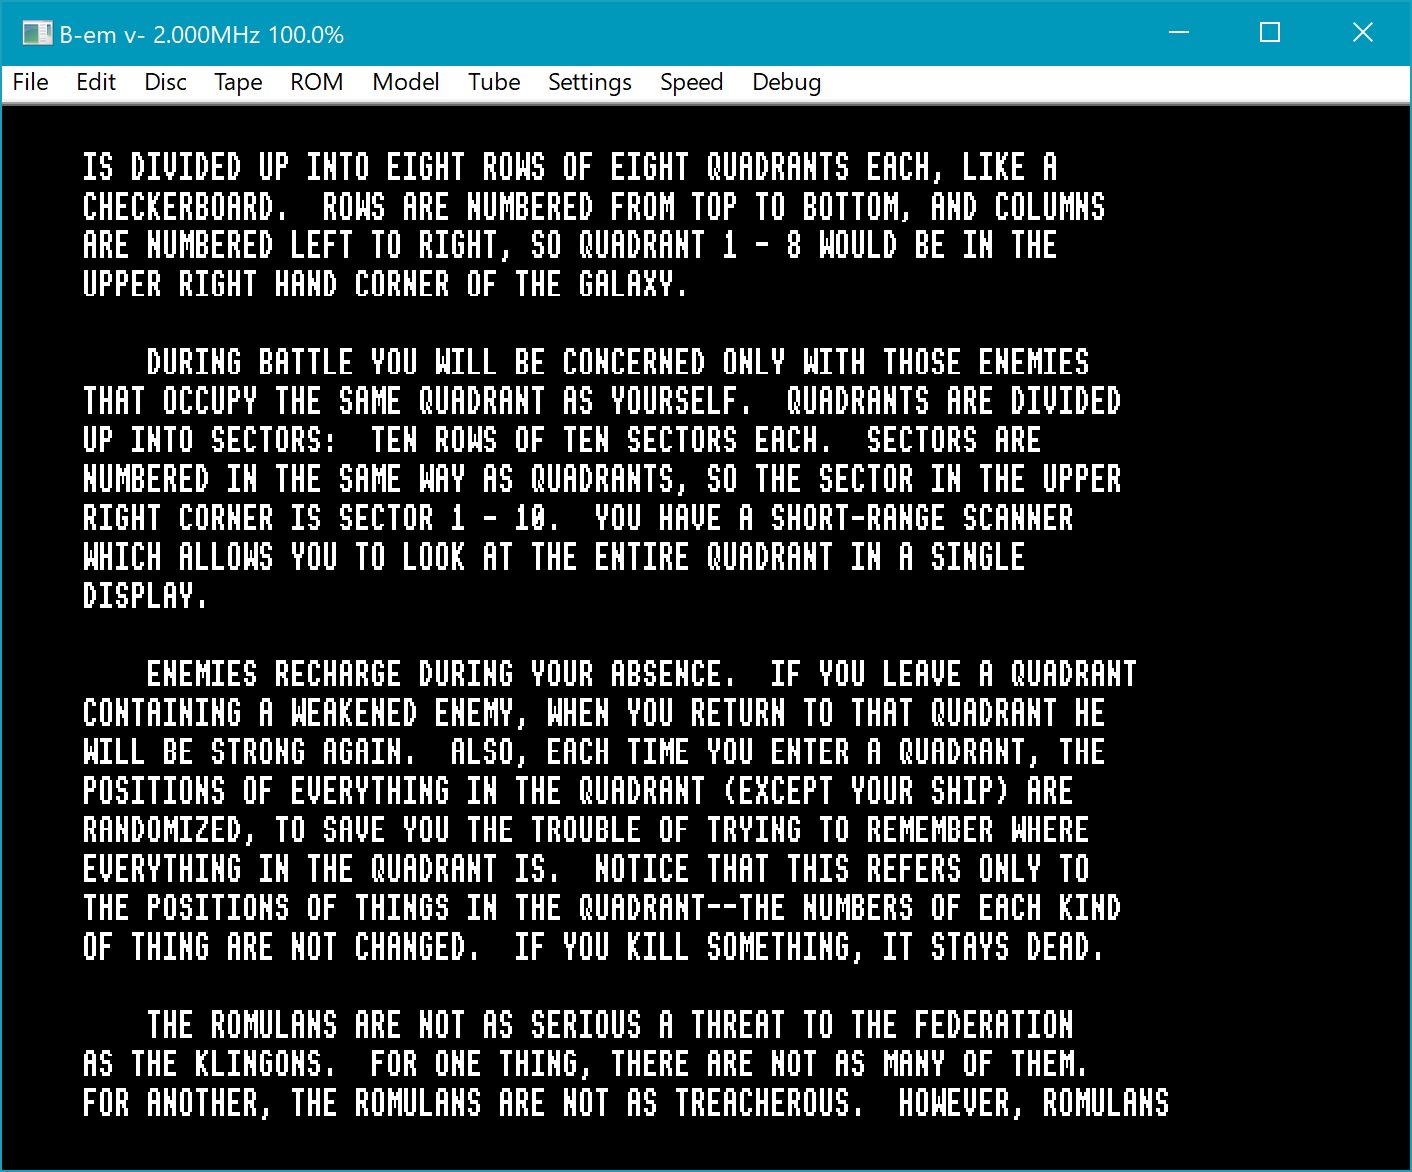 B-em v- 2.000MHz 100.0%
File Edit Disc Tape ROM Model Tube Settings Speed Debug
IS DIVIDED UP INTO EIGHT ROWS OF EIGHT QUADRANTS EACH, LIKE A
CHECKERBOARD.  ROWS ARE NUMBERED FROM TOP TO BOTTOM, AND COLUMNS
ARE NUMBERED LEFT TO RIGHT, SO QUADRANT 1 - 8 WOULD BE IN THE
UPPER RIGHT HAND CORNER OF THE GALAXY.
DURING BATTLE YOU WILL BE CONCERNED ONLY WITH THOSE ENEMIES
THAT OCCUPY THE SAME QUADRANT AS YOURSELF.  QUADRANTS ARE DIVIDED
UP INTO SECTORS:  TEN ROWS OF TEN SECTORS EACH.  SECTORS ARE
NUMBERED IN THE SAME WAY AS QUADRANTS, SO THE SECTOR IN THE UPPER
RIGHT CORNER IS SECTOR 1 - 10.  YOU HAVE A SHORT-RANGE SCANNER
WHICH ALLOWS YOU TO LOOK AT THE ENTIRE QUADRANT IN A SINGLE
DISPLAY.
ENEMIES RECHARGE DURING YOUR ABSENCE.  IF YOU LEAVE A QUADRANT
CONTAINING A WEAKENED ENEMY, WHEN YOU RETURN TO THAT QUADRANT HE
WILL BE STRONG AGAIN.  ALSO, EACH TIME YOU ENTER A QUADRANT, THE
POSITIONS OF EVERYTHING IN THE QUADRANT (EXCEPT YOUR SHIP) ARE
RANDOMIZED, TO SAVE YOU THE TROUBLE OF TRYING TO REMEMBER WHERE
EVERYTHING IN THE QUADRANT IS.  NOTICE THAT THIS REFERS ONLY TO
THE POSITIONS OF THINGS IN THE QUADRANT--THE NUMBERS OF EACH KIND
OF THING ARE NOT CHANGED.  IF YOU KILL SOMETHING, IT STAYS DEAD.
THE ROMULANS ARE NOT AS SERIOUS A THREAT TO THE FEDERATION
AS THE KLINGONS.  FOR ONE THING, THERE ARE NOT AS MANY OF THEM.
FOR ANOTHER, THE ROMULANS ARE NOT AS TREACHEROUS.  HOWEVER, ROMULANS